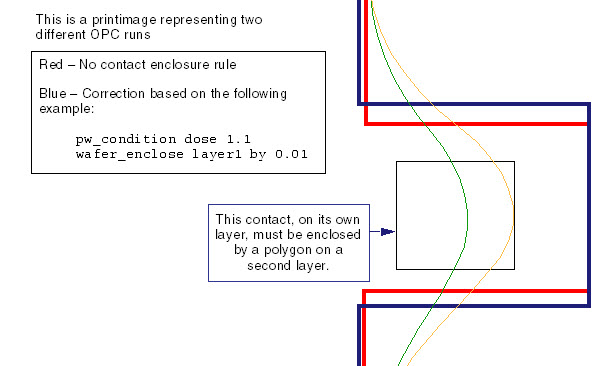 This is a printimage representing two
different OPC runs
Red – No contact enclosure rule
Blue – Correction based on the following
example:
pw_condition dose 1.1
wafer_enclose layer1 by 0.01
This contact, on its own
layer, must be enclosed
by a polygon on a
second layer.